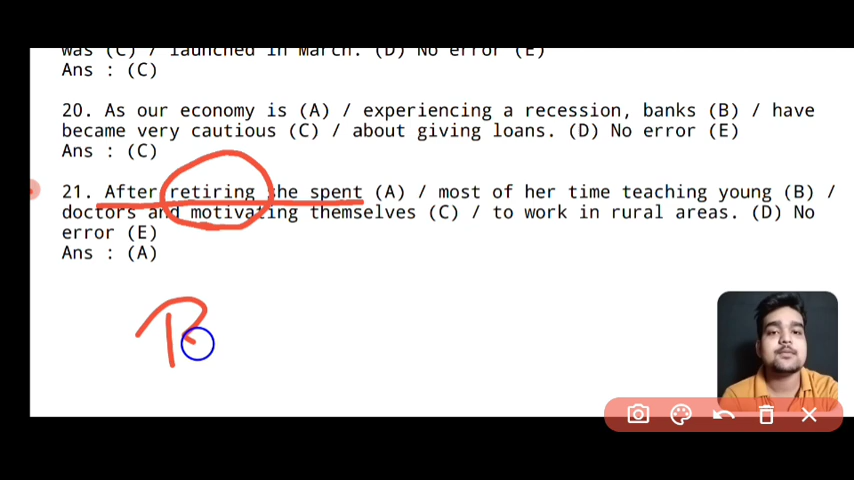 was (C) / launched in March. (D) No error (E)
Ans : (C)
20. As our economy is (A) / experiencing a recession, banks (B) / have
became very cautious (C) / about giving loans. (D) No error (E)
Ans : (C)
21. After retiring she spent (A) / most of her time teaching young (B) /
doctors and motivating themselves (C) / to work in rural areas. (D) No
error (E)
Ans : (A)